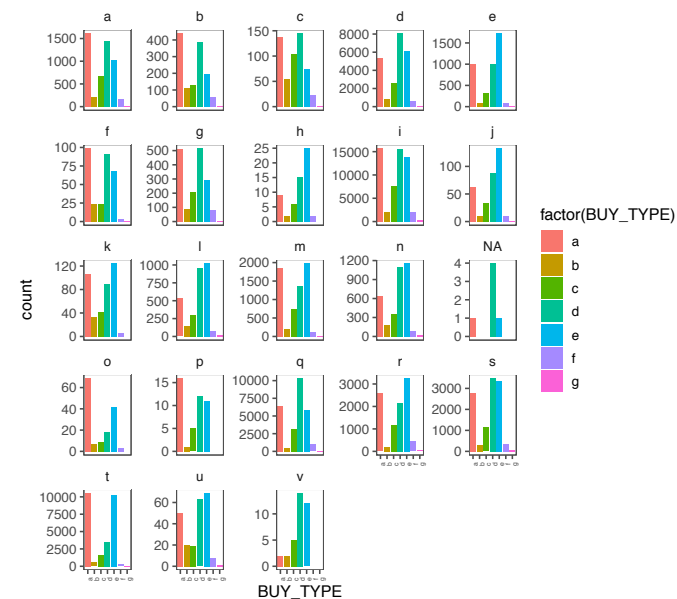 a b c d e
1500 1000 500 0
400 300 200 100 0
150 100 50 0
8000 6000 4000 2000 0
1500 1000 500 0
f g h i j
100 75 50 25 0
500 400 300 200 100 0
25 20 15 10 5 0
15000 10000 5000 0
100 50 0
k l m n NA
120 80 40 0
1000 750 500 250 0
2000 1500 1000 500 0
1200 900 600 300 0
4 3 2 1 0
o p q r s
60 40 20 0
15 10 5 0
10000 7500 5000 2500 0
3000 2000 1000 0
3000 2000 1000 0
a b c d e f g
a b c d e f g
t u v
10000 7500 5000 2500 0
60 40 20 0
10 5 0
a b c d e f g
a b c d e f g
a b c d e f g
count
BUY_TYPE
factor(BUY_TYPE)
a
b
c
d
e
f
g